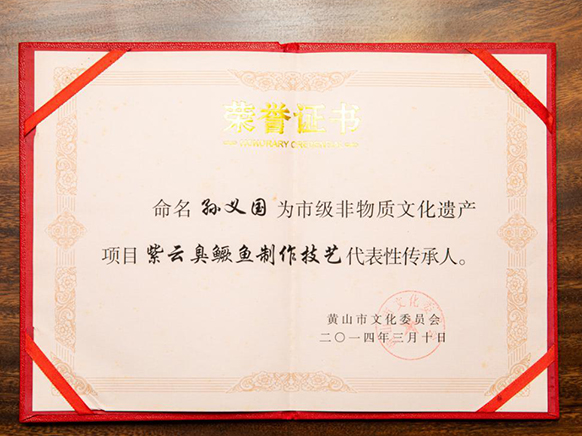 荣誉证书
HONORARY CREDENTIAL
命名 孙义国 为市级非物质文化遗产
项目 紫云臭鳜鱼制作技艺 代表性传承人。
黄山市文化委员会
二〇一四年三月十日